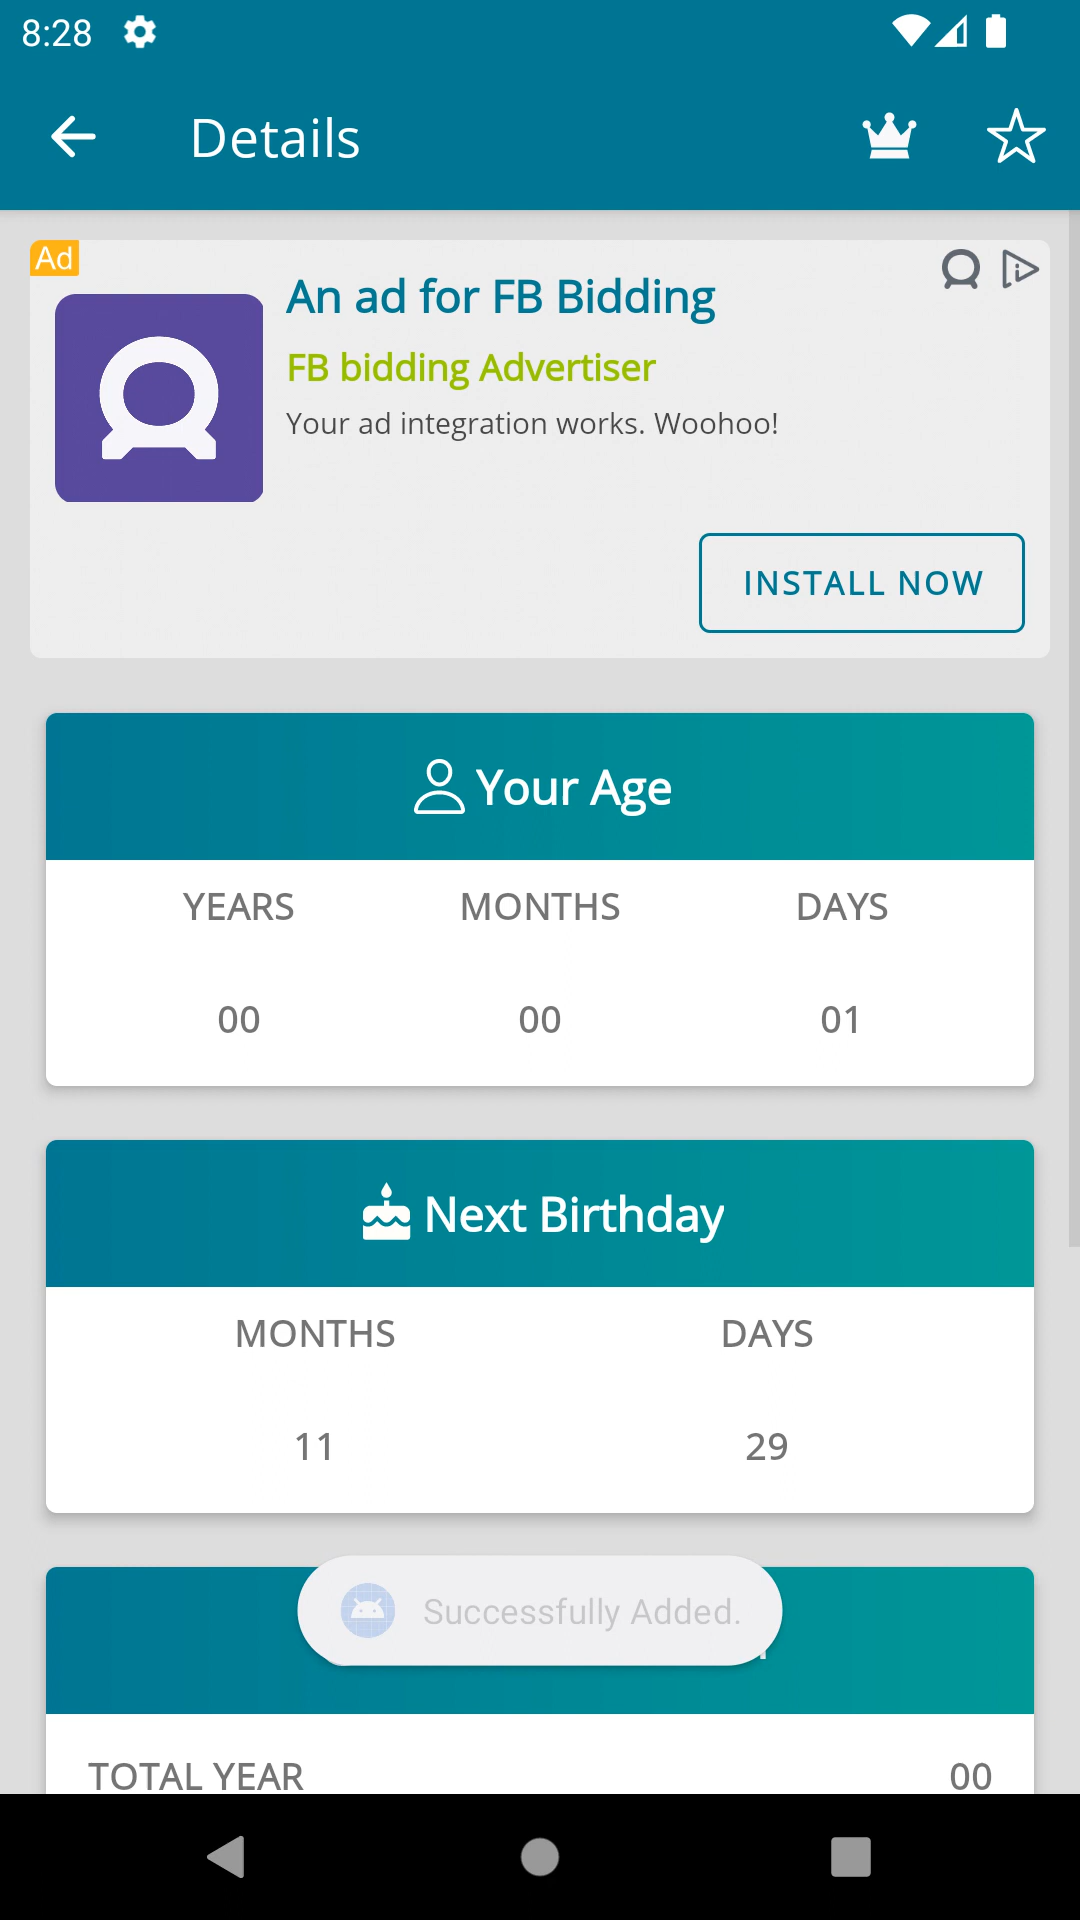 8:28
Details
Ad
An ad for FB Bidding
FB bidding Advertiser
Your ad integration works. Woohoo!
INSTALL NOW
Your Age
YEARS MONTHS DAYS
00 00 01
Next Birthday
MONTHS DAYS
11 29
Successfully Added.
TOTAL YEAR 00